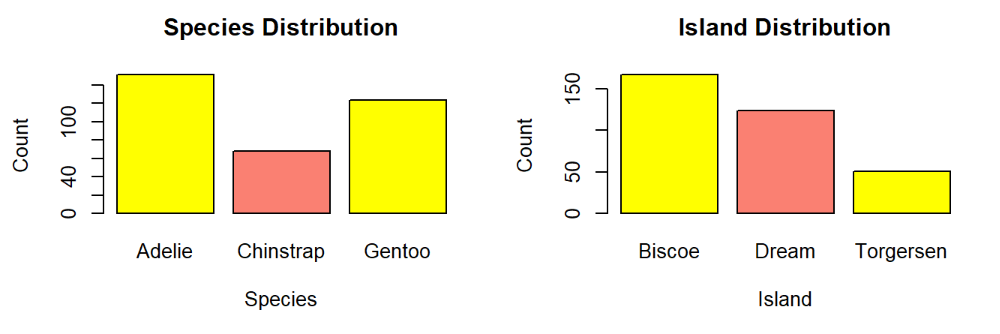 Species Distribution
Count
0
40
100
Adelie Chinstrap Gentoo
Species
Island Distribution
Count
0
50
150
Biscoe Dream Torgersen
Island